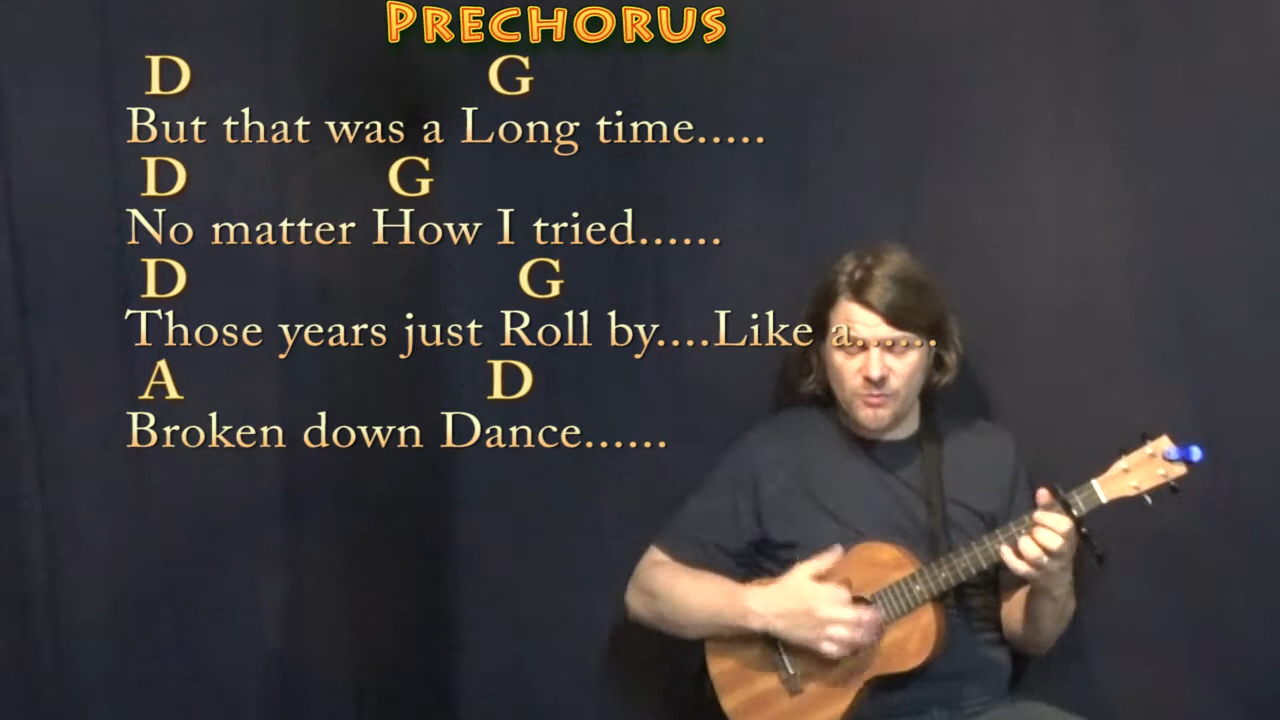 PRECHORUS
D G
But that was a Long time.....
D G
No matter How I tried......
D G
Those years just Roll by....Like a......
A D
Broken down Dance......